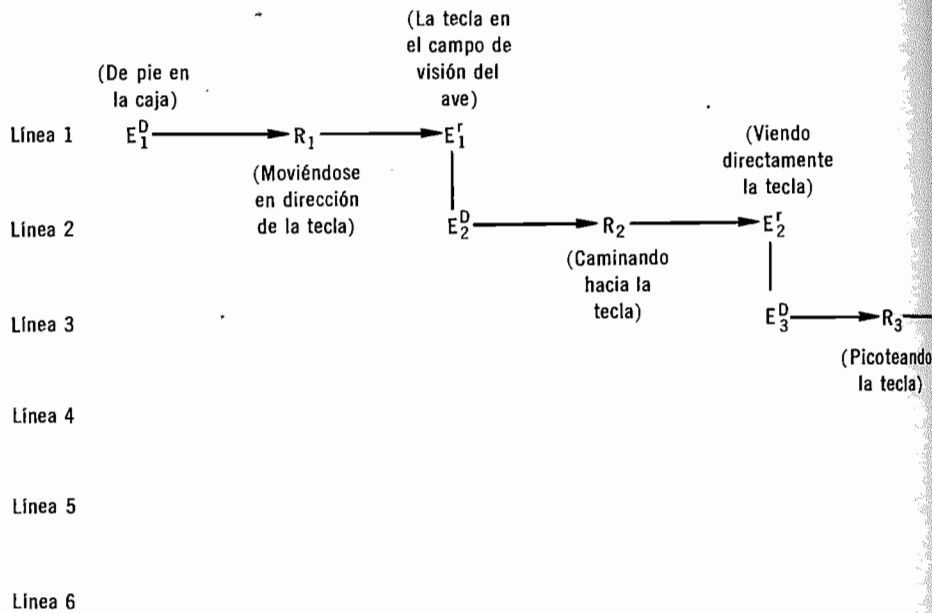 (La tecla en
el campo de
visión del
ave)
(De pie en
la caja)
Línea 1 E₁ᴰ R₁ E₁ʳ
(Moviéndose
en dirección
de la tecla)
(Viendo
directamente
la tecla)
Línea 2 E₂ᴰ R₂ E₂ʳ
(Caminando
hacia la
tecla)
Línea 3 E₃ᴰ R₃
(Picoteando
la tecla)
Línea 4
Línea 5
Línea 6